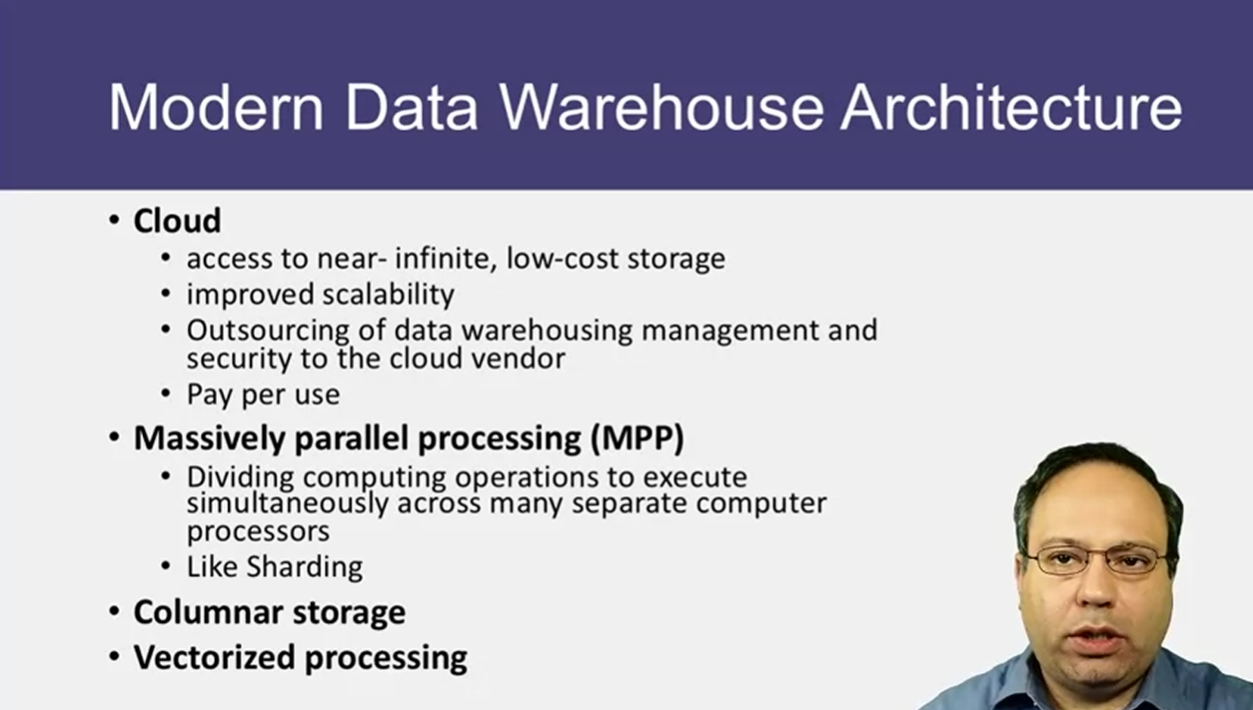 Modern Data Warehouse Architecture
• Cloud
• access to near- infinite, low-cost storage
• improved scalability
• Outsourcing of data warehousing management and
security to the cloud vendor
• Pay per use
• Massively parallel processing (MPP)
• Dividing computing operations to execute
simultaneously across many separate computer
processors
• Like Sharding
• Columnar storage
• Vectorized processing